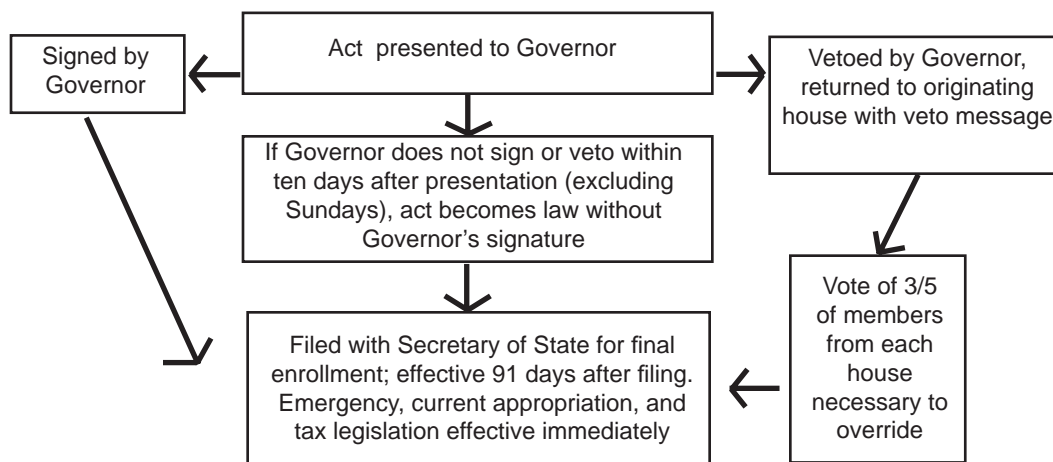 Signed by
Governor
Act presented to Governor
Vetoed by Governor,
returned to originating
house with veto message
If Governor does not sign or veto within
ten days after presentation (excluding
Sundays), act becomes law without
Governor’s signature
Vote of 3/5
of members
from each
house
necessary to
override
Filed with Secretary of State for final
enrollment; effective 91 days after filing.
Emergency, current appropriation, and
tax legislation effective immediately